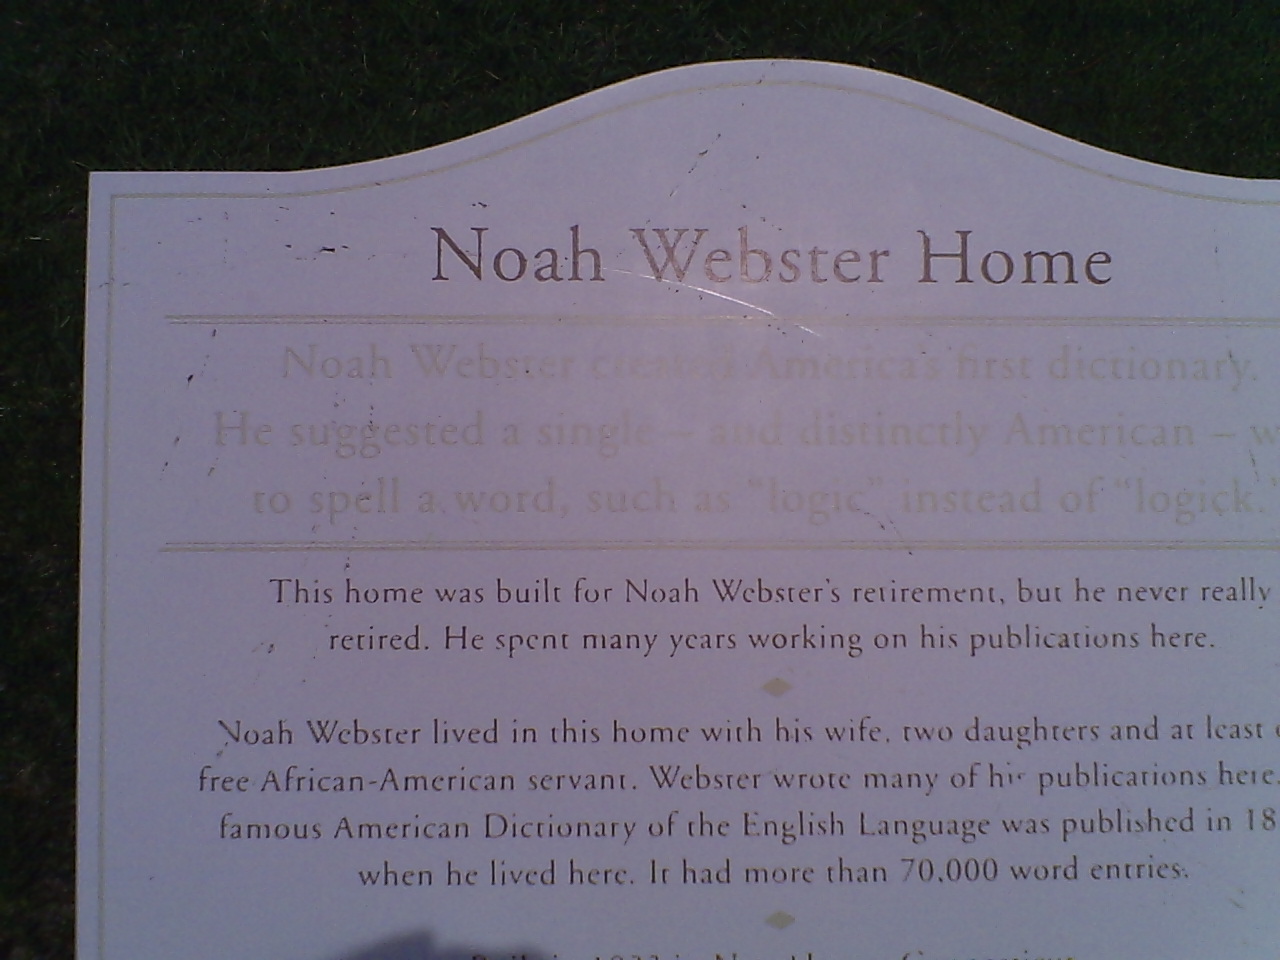 Noah Webster Home
Noah Webster created America's first dictionary.
He suggested a single – and distinctly American –
to spell a word, such as "logic" instead of "logick."
This home was built for Noah Webster's retirement, but he never really
retired. He spent many years working on his publications here.
Noah Webster lived in this home with his wife, two daughters and at least
free African-American servant. Webster wrote many of his publications here.
famous American Dictionary of the English Language was published in 18
when he lived here. It had more than 70,000 word entries.